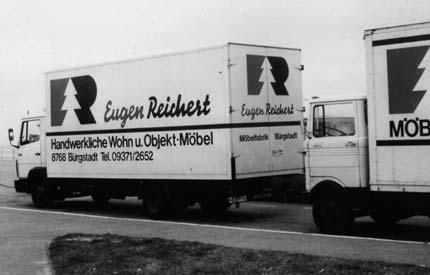 R Eugen Reichert
Handwerkliche Wohn u. Objekt-Möbel
8768 Bürgstadt Tel. 09371/2652
R
Eugen Reichert
Möbelfabrik Bürgstadt
R
MÖB